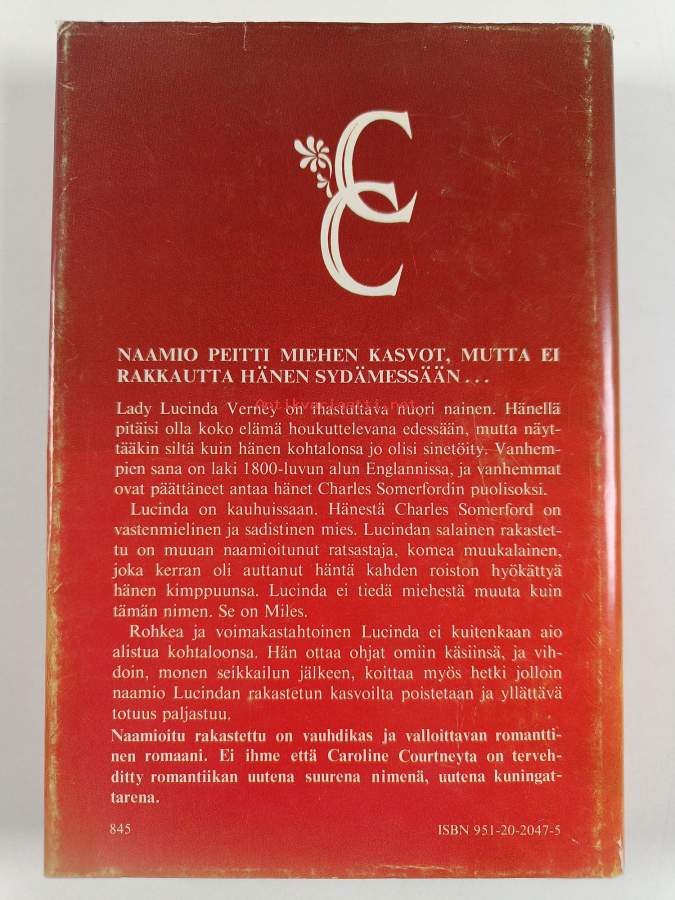 CC
NAAMIO PEITTI MIEHEN KASVOT, MUTTA EI
RAKKAUTTA HÄNEN SYDÄMESSÄÄN...
Antikvariaatti.net
Lady Lucinda Verney on ihastuttava nuori nainen. Hänellä
pitäisi olla koko elämä houkuttelevana edessään, mutta näyt-
tääkin siltä kuin hänen kohtalonsa jo olisi sinetöity. Vanhem-
pien sana on laki 1800-luvun alun Englannissa, ja vanhemmat
ovat päättäneet antaa hänet Charles Somerfordin puolisoksi.
Lucinda on kauhuissaan. Hänestä Charles Somerford on
vastenmielinen ja sadistinen mies. Lucindan salainen rakastet-
tu on muuan naamioitunut ratsastaja, komea muukalainen,
joka kerran oli auttanut häntä kahden roiston hyökättyä
hänen kimppuunsa. Lucinda ei tiedä miehestä muuta kuin
tämän nimen. Se on Miles.
Rohkea ja voimakastahtoinen Lucinda ei kuitenkaan aio
alistua kohtaloonsa. Hän ottaa ohjat omiin käsiinsä, ja vih-
doin, monen seikkailun jälkeen, koittaa myös hetki jolloin
naamio Lucindan rakastetun kasvoilta poistetaan ja yllättävä
totuus paljastuu.
Naamioitu rakastettu on vauhdikas ja valloittavan romantti-
nen romaani. Ei ihme että Caroline Courtneyta on terveh-
ditty romantiikan uutena suurena nimenä, uutena kuningat-
tarena.
845
ISBN 951-20-2047-5